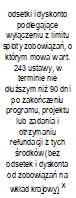 odsetki i dyskonto
podlegające
wyłączeniu z limitu
spłaty zobowiązań, o
którym mowa w art.
243 ustawy, w
terminie nie
dłuższym niż 90 dni
po zakończeniu
programu, projektu
lub zadania i
otrzymaniu
refundacji z tych
środków (bez
odsetek i dyskonta
od zobowiązań na
wkład krajowy) x